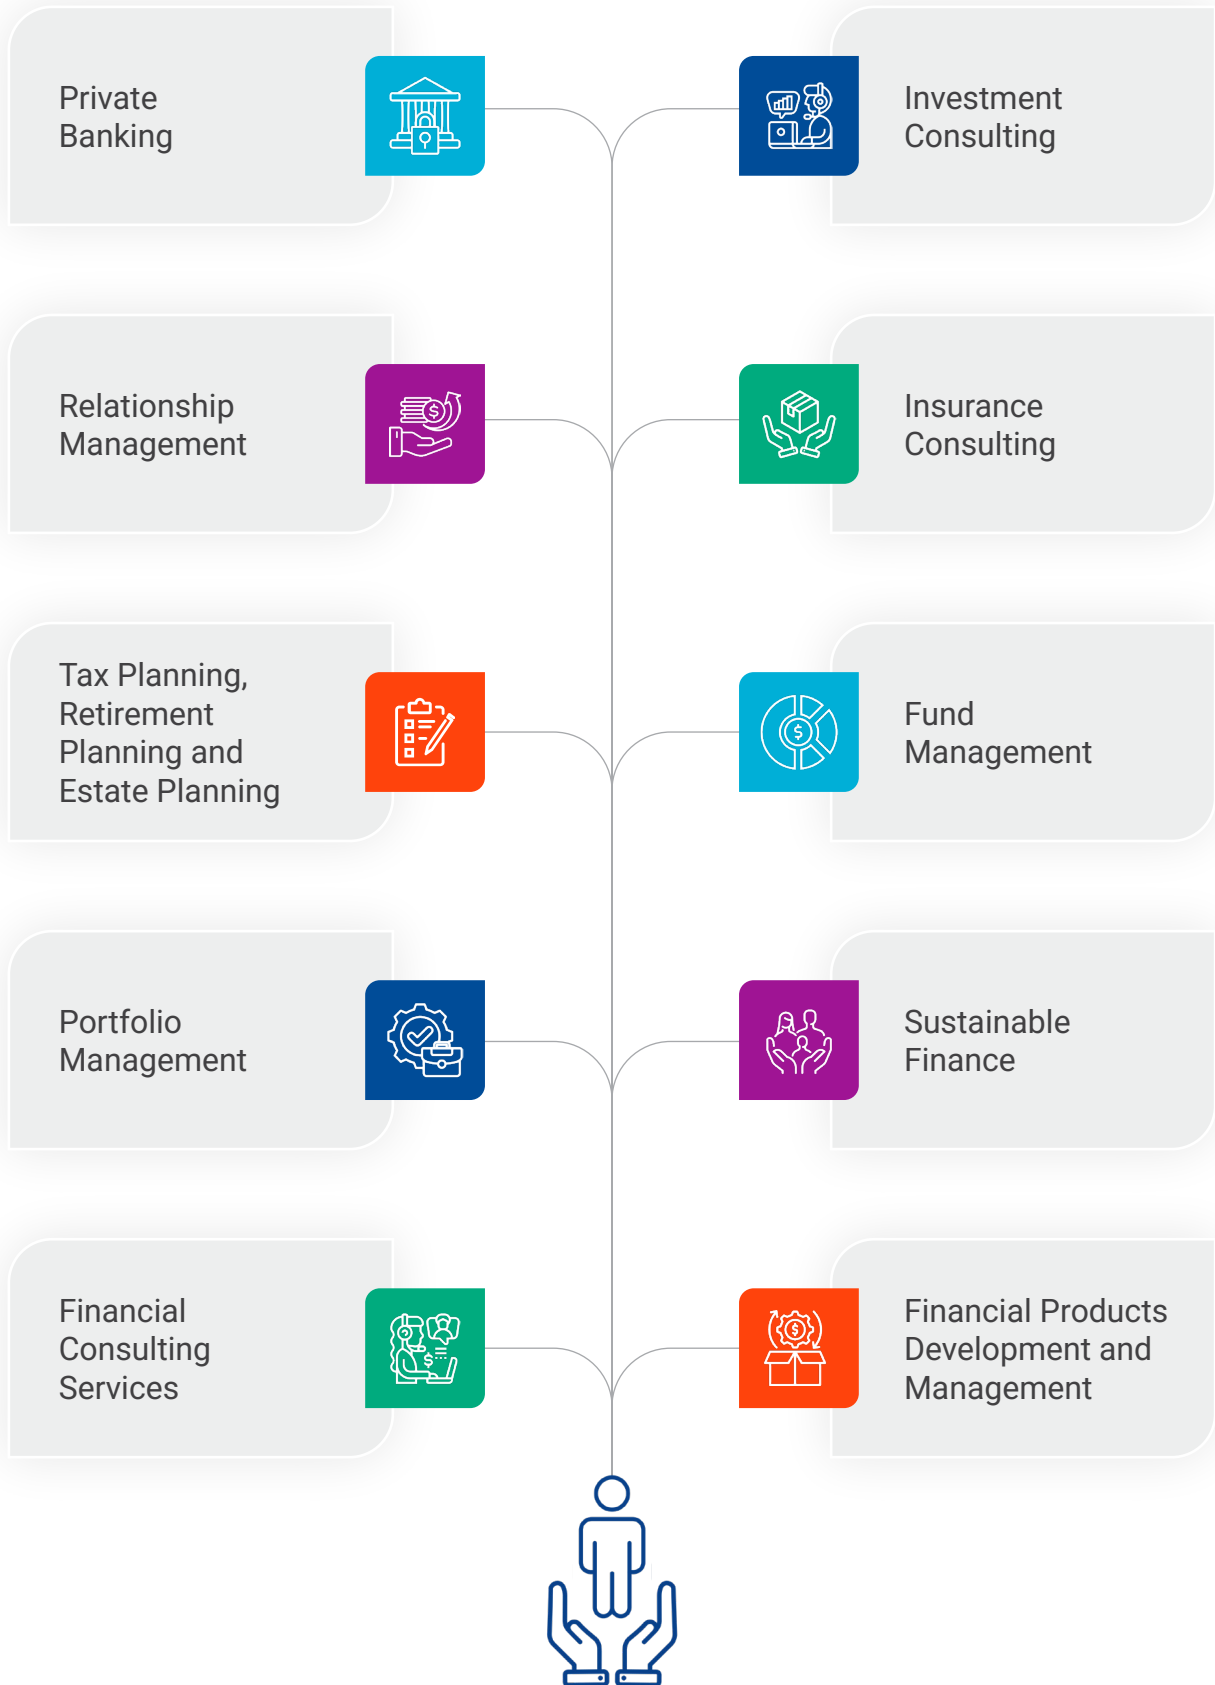 Private
Banking
Investment
Consulting
Relationship
Management
Insurance
Consulting
Tax Planning,
Retirement
Planning and
Estate Planning
Fund
Management
Portfolio
Management
Sustainable
Finance
Financial
Consulting
Services
Financial Products
Development and
Management